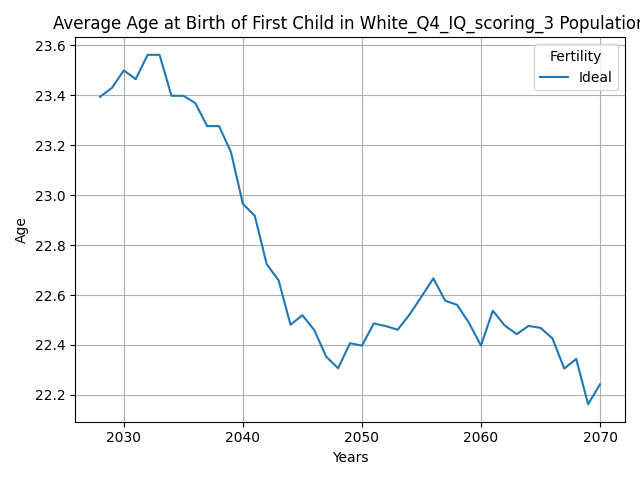 Average Age at Birth of First Child in White_Q4_IQ_scoring_3 Population
Fertility
Ideal
23.6
23.4
23.2
23.0
22.8
22.6
22.4
22.2
Age
2030 2040 2050 2060 2070
Years